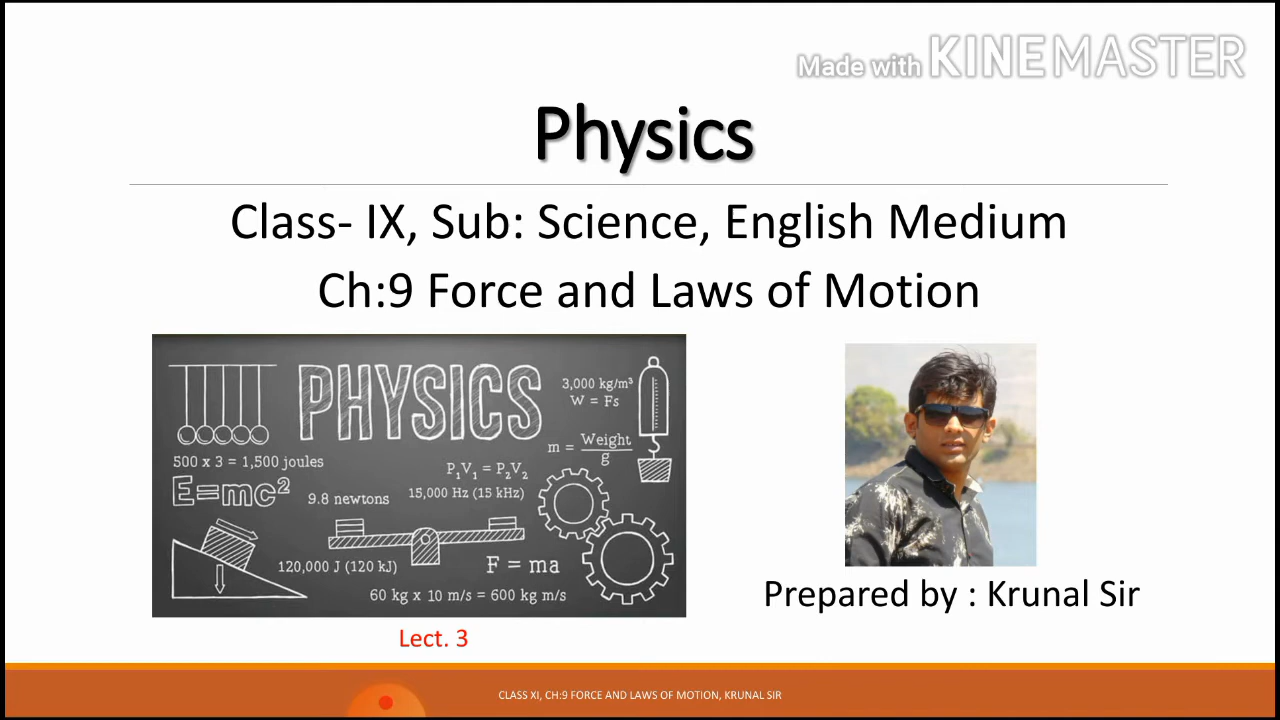 Made with KINEMASTER
Physics
Class- IX, Sub: Science, English Medium
Ch:9 Force and Laws of Motion
PHYSICS
3,000 kg/m³
W = Fs
m = Weight/g
500 x 3 = 1,500 joules
P₁V₁ = P₂V₂
E=mc²
9.8 newtons
15,000 Hz (15 kHz)
120,000 J (120 kJ)
F = ma
60 kg x 10 m/s = 600 kg m/s
Prepared by : Krunal Sir
Lect. 3
CLASS XI, CH:9 FORCE AND LAWS OF MOTION, KRUNAL SIR